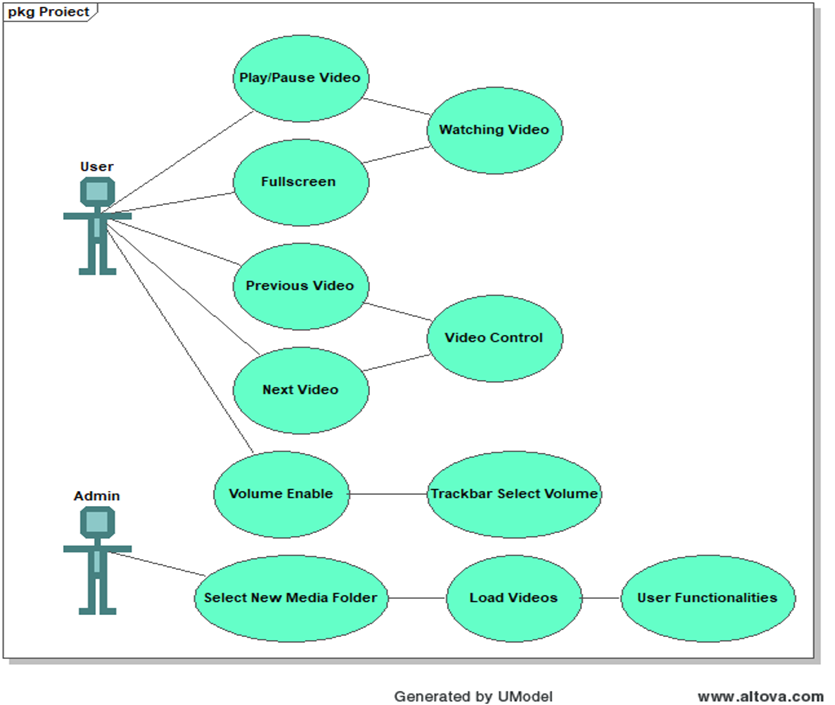 pkg Project
Play/Pause Video
Watching Video
User
Fullscreen
Previous Video
Video Control
Next Video
Admin
Volume Enable
Trackbar Select Volume
Select New Media Folder
Load Videos
User Functionalities
Generated by UModel
www.altova.com